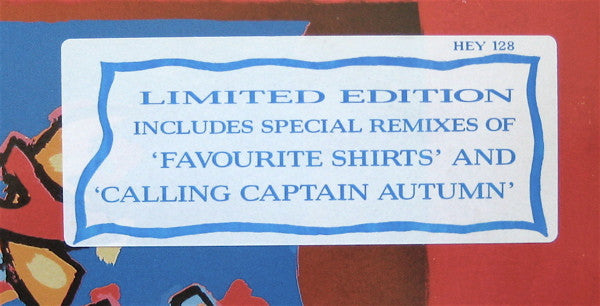 HEY 128
LIMITED EDITION
INCLUDES SPECIAL REMIXES OF
‘FAVOURITE SHIRTS’ AND
‘CALLING CAPTAIN AUTUMN’